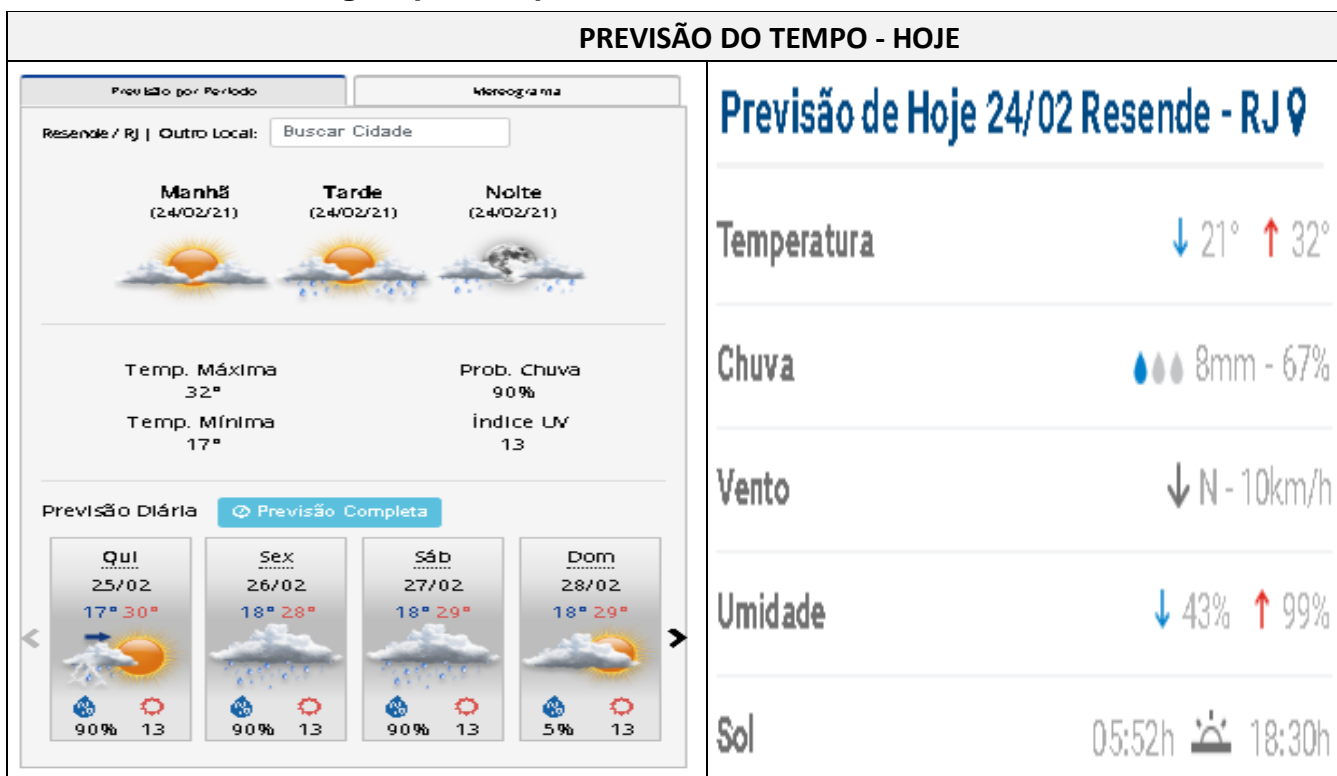 PREVISÃO DO TEMPO - HOJE
Previsão por Período
Meteograma
Resende / RJ | Outro Local: Buscar Cidade
Manhã Tarde Noite
(24/02/21) (24/02/21) (24/02/21)
Temp. Máxima Prob. Chuva
32° 90%
Temp. Mínima Índice UV
17° 13
Previsão Diária Previsão Completa
Qui Sex Sáb Dom
25/02 26/02 27/02 28/02
17° 30° 18° 28° 18° 29° 18° 29°
90% 13 90% 13 90% 13 5% 13
Previsão de Hoje 24/02 Resende - RJ
Temperatura ↓ 21° ↑ 32°
Chuva 8mm - 67%
Vento ↓ N - 10km/h
Umidade ↓ 43% ↑ 99%
Sol 05:52h 18:30h